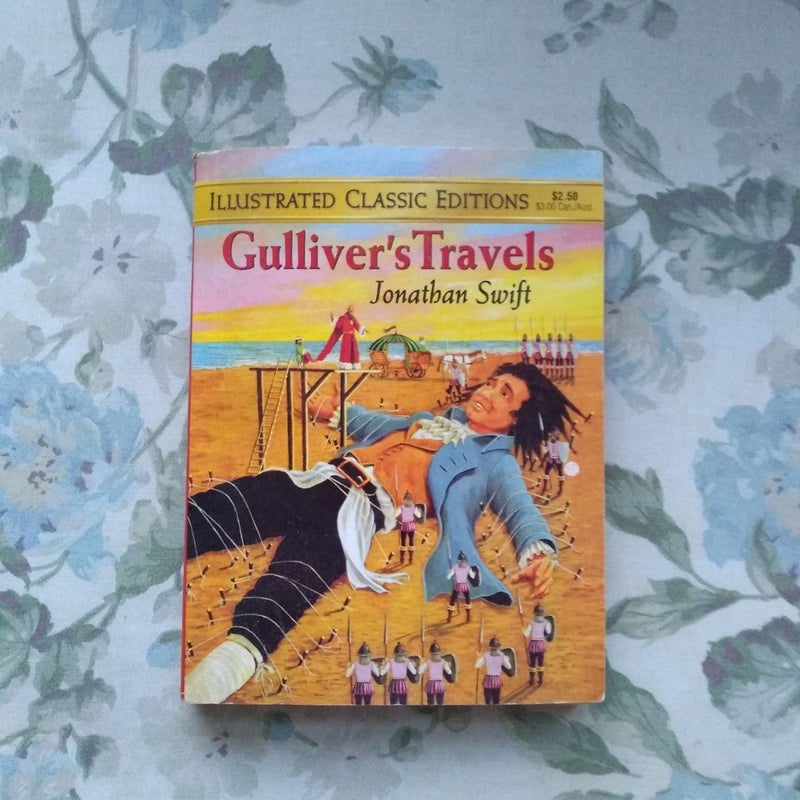 ILLUSTRATED CLASSIC EDITIONS
$2.50
$3.00 Can./Aust.
Gulliver's Travels
Jonathan Swift